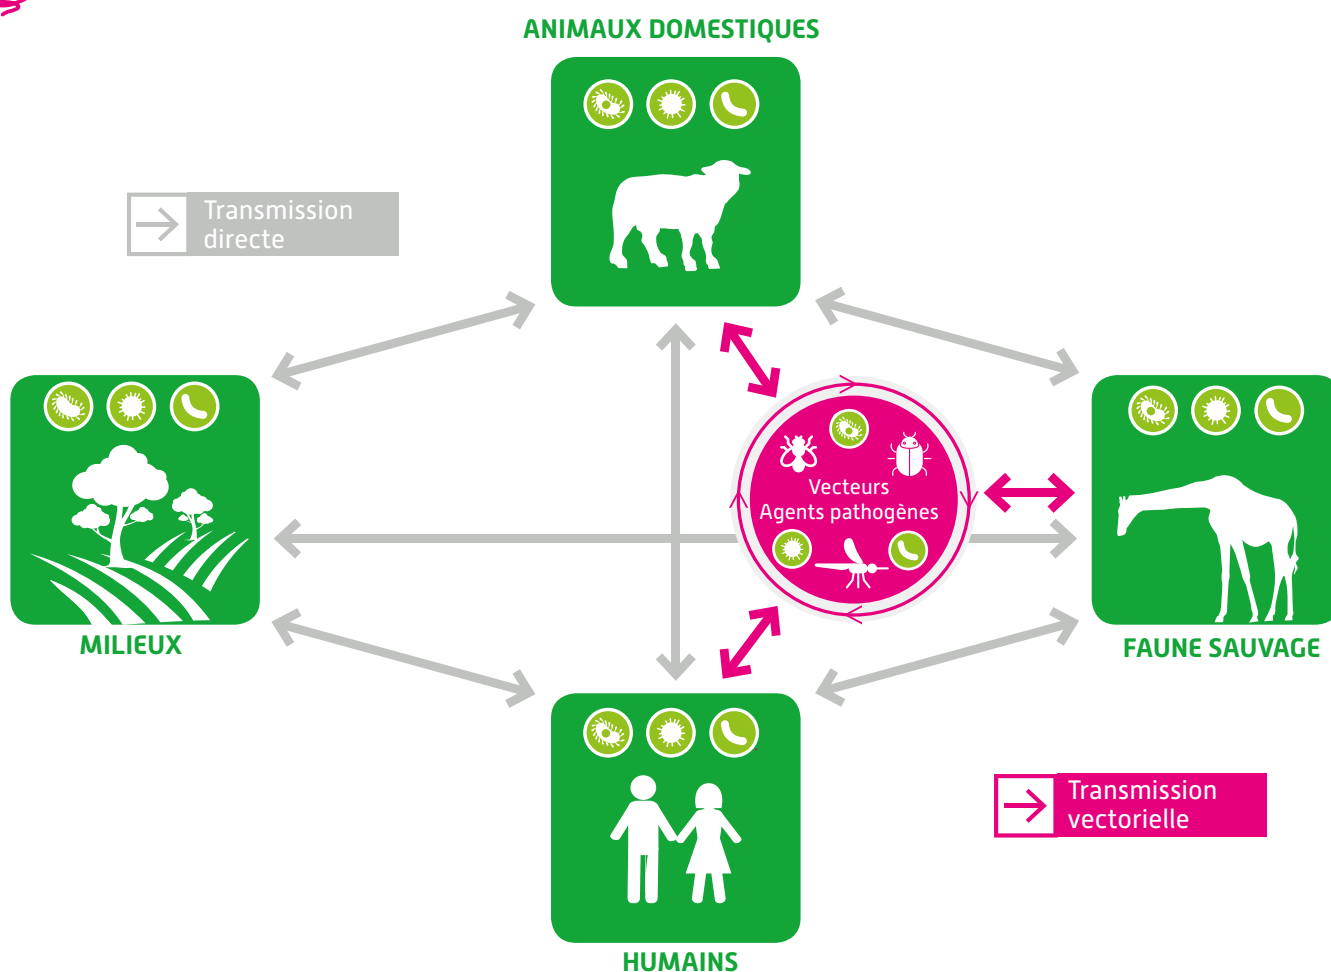 ANIMAUX DOMESTIQUES
Transmission
directe
Vecteurs
Agents pathogènes
MILIEUX
FAUNE SAUVAGE
Transmission
vectorielle
HUMAINS